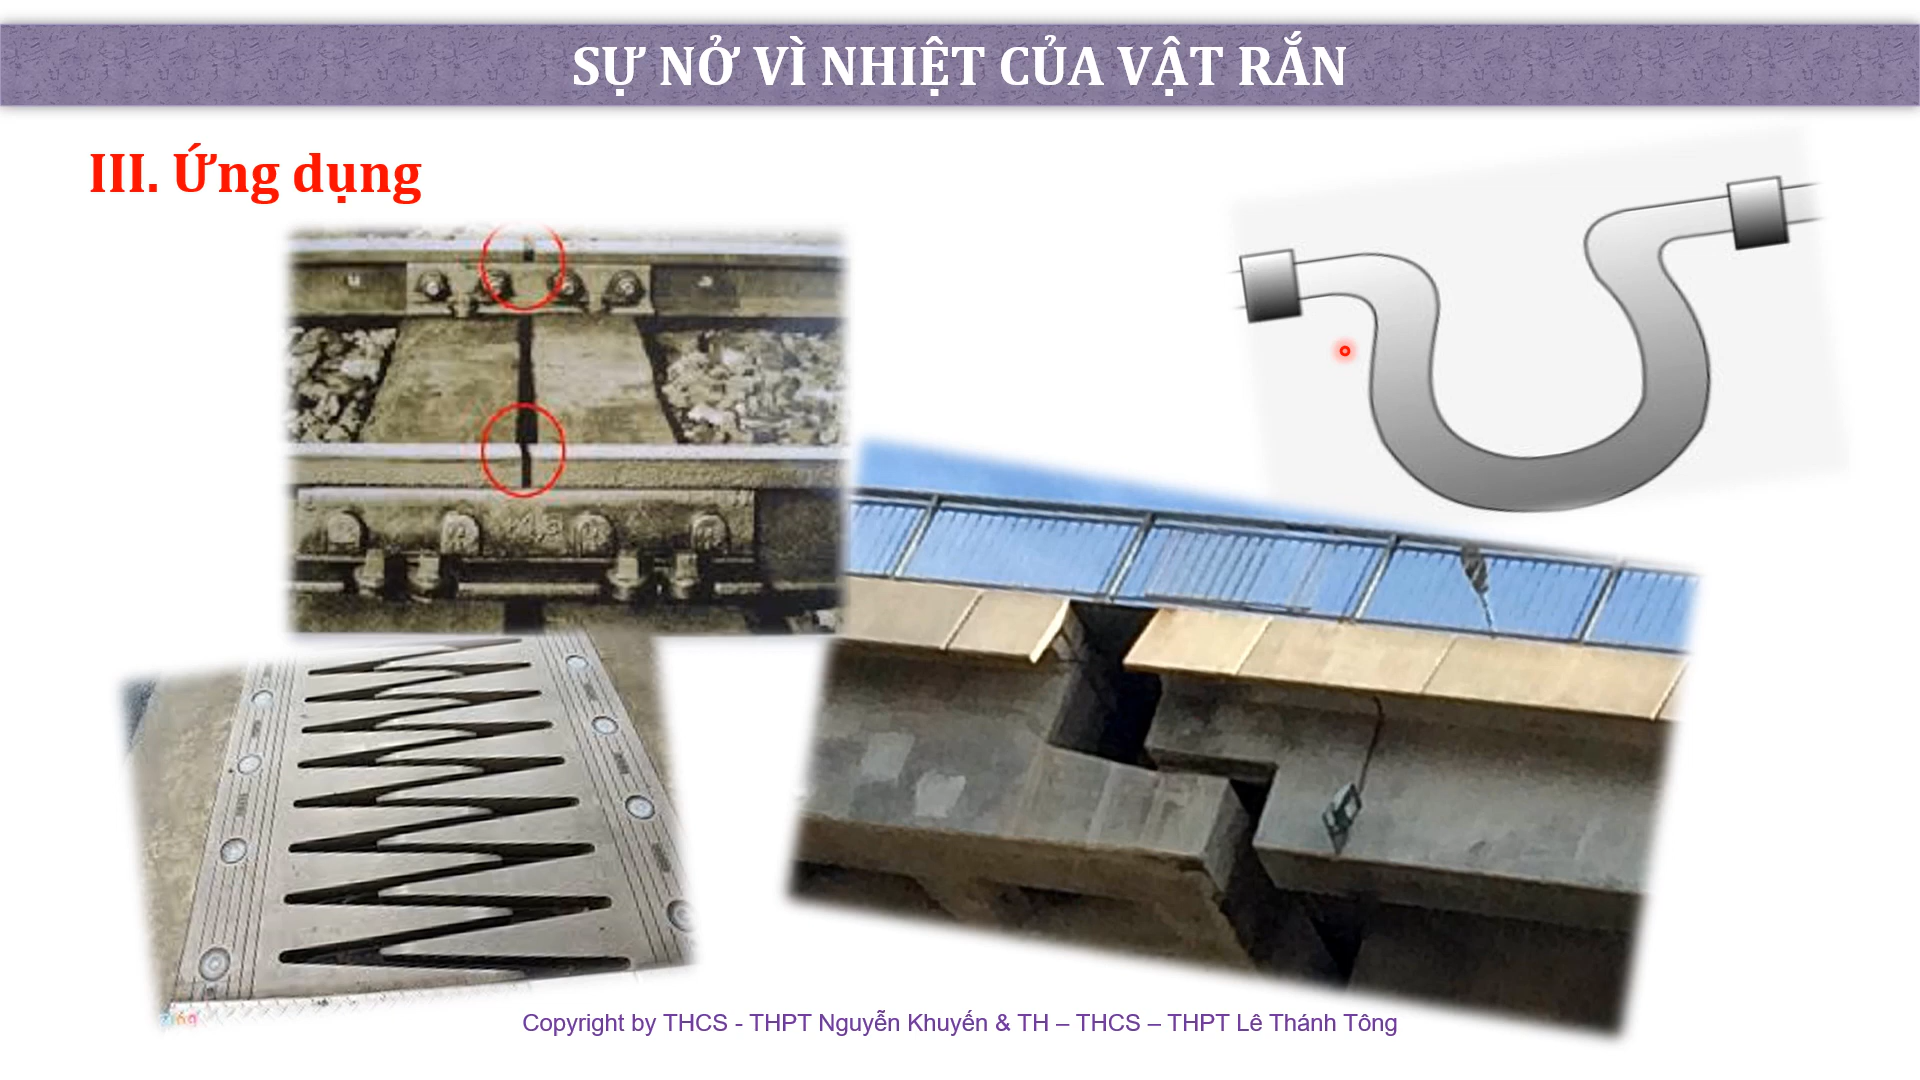 SỰ NỞ VÌ NHIỆT CỦA VẬT RẮN
III. Ứng dụng
Copyright by THCS - THPT Nguyễn Khuyến & TH – THCS – THPT Lê Thánh Tông